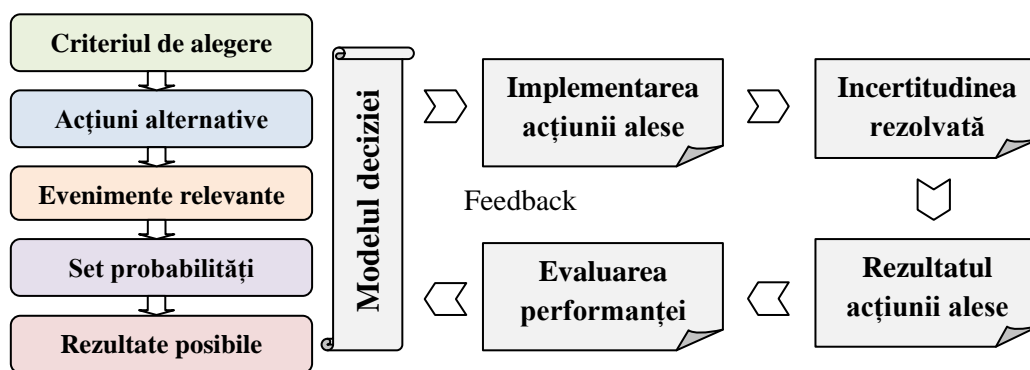 Criteriul de alegere
Acțiuni alternative
Evenimente relevante
Set probabilități
Rezultate posibile
Modelul deciziei
Implementarea
acțiunii alese
Incertitudinea
rezolvată
Feedback
Evaluarea
performanței
Rezultatul
acțiunii alese